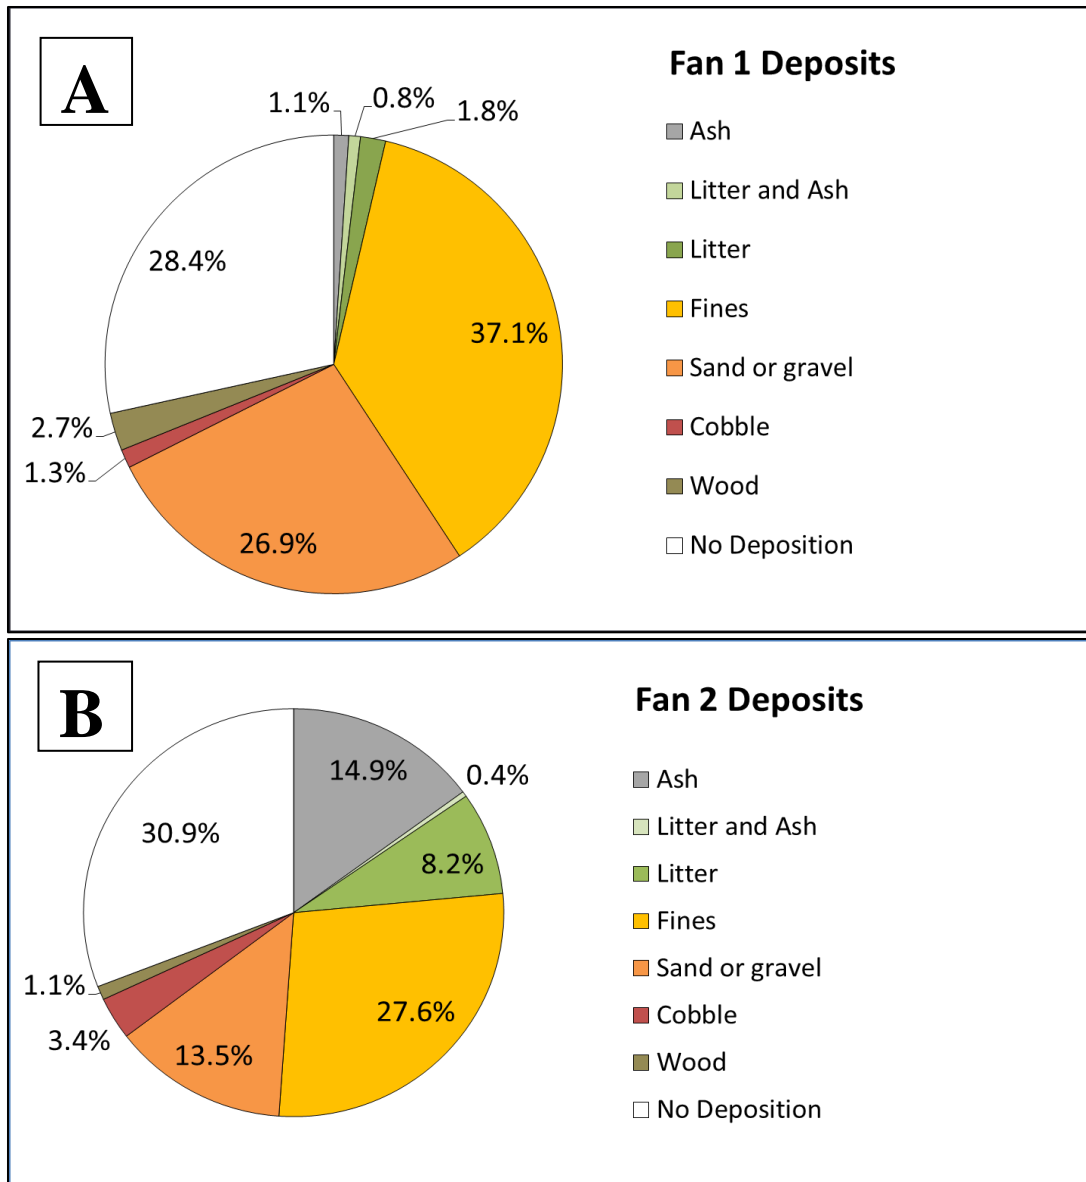 A
Fan 1 Deposits
1.1%
0.8%
1.8%
28.4%
37.1%
2.7%
1.3%
26.9%
Ash
Litter and Ash
Litter
Fines
Sand or gravel
Cobble
Wood
No Deposition
B
Fan 2 Deposits
14.9%
0.4%
30.9%
8.2%
1.1%
27.6%
3.4%
13.5%
Ash
Litter and Ash
Litter
Fines
Sand or gravel
Cobble
Wood
No Deposition